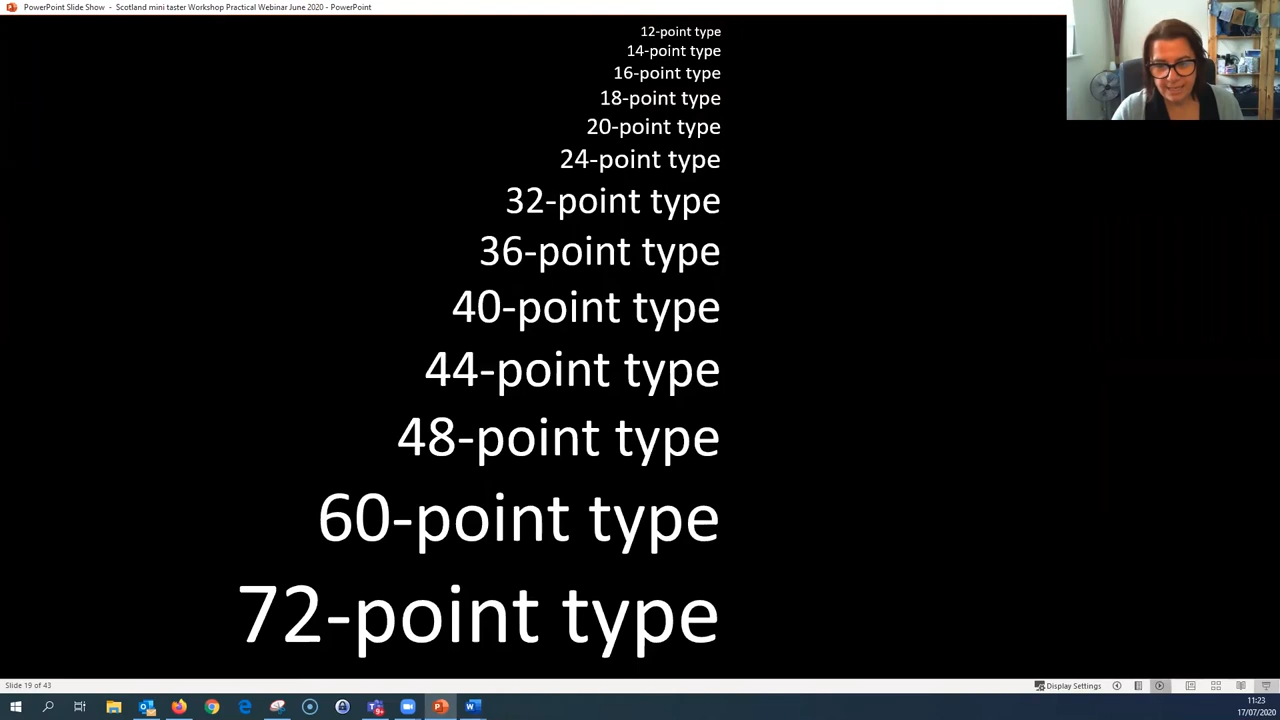 PowerPoint Slide Show - Scotland mini taster Workshop Practical Webinar June 2020 - PowerPoint
12-point type
14-point type
16-point type
18-point type
20-point type
24-point type
32-point type
36-point type
40-point type
44-point type
48-point type
60-point type
72-point type
Slide 19 of 43
Display Settings
11:23
17/07/2020